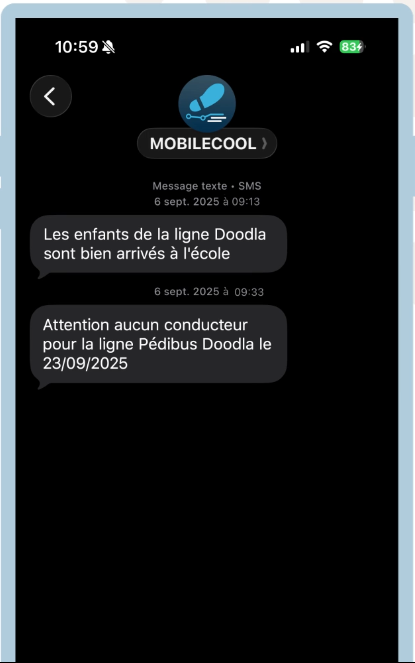 10:59
83
MOBILECOOL
Message texte • SMS
6 sept. 2025 à 09:13
Les enfants de la ligne Doodla
sont bien arrivés à l'école
6 sept. 2025 à 09:33
Attention aucun conducteur
pour la ligne Pédibus Doodla le
23/09/2025